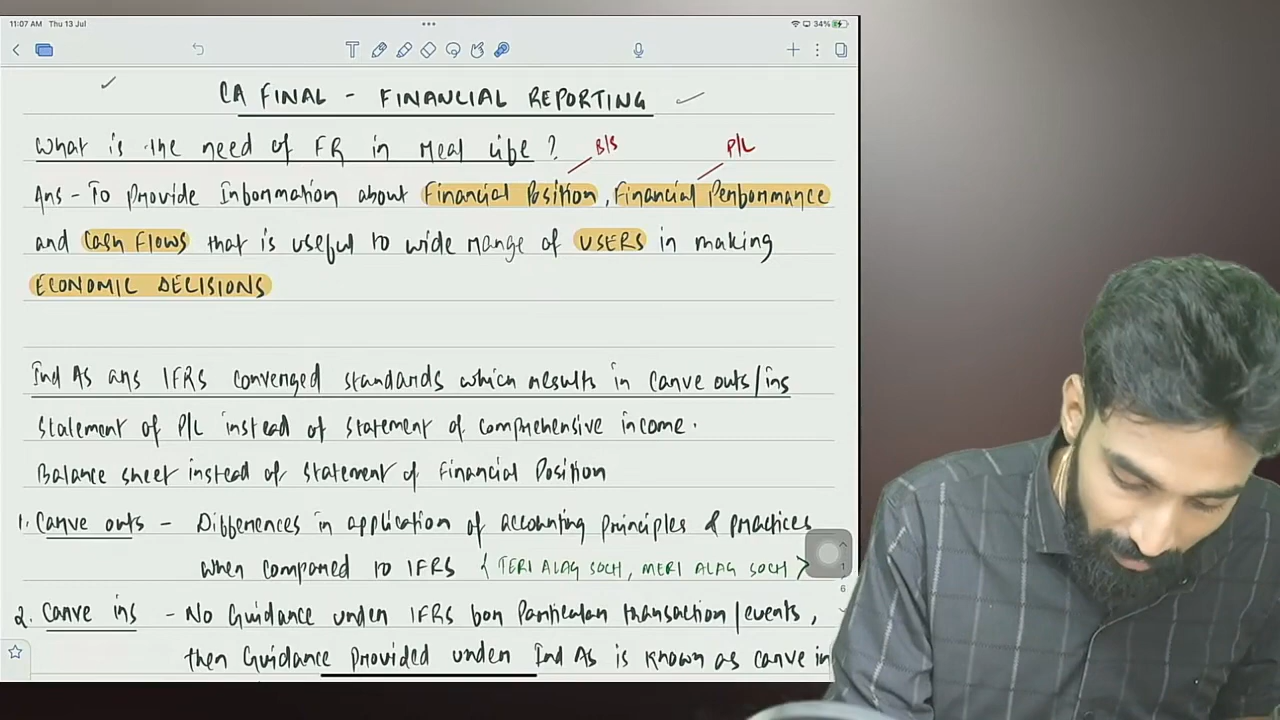 11:07 AM Thu 13 Jul
34%
CA FINAL - FINANCIAL REPORTING
What is the need of FR in real life ?
B/S
P/L
Ans - To provide Information about Financial Position, Financial Performance
and Cash Flows that is useful to wide range of USERS in making
ECONOMIC DECISIONS
Ind As ans IFRS converged standards which results in carve outs/ins
Statement of P/L instead of statement of comprehensive income.
Balance sheet instead of statement of Financial Position
1. Carve outs - Differences in application of accounting principles & practices
when compared to IFRS { TERI ALAG SOCH, MERI ALAG SOCH >
2. Carve ins - No Guidance under IFRS for Particular transaction/events,
then Guidance provided under Ind As is known as carve in
1
6